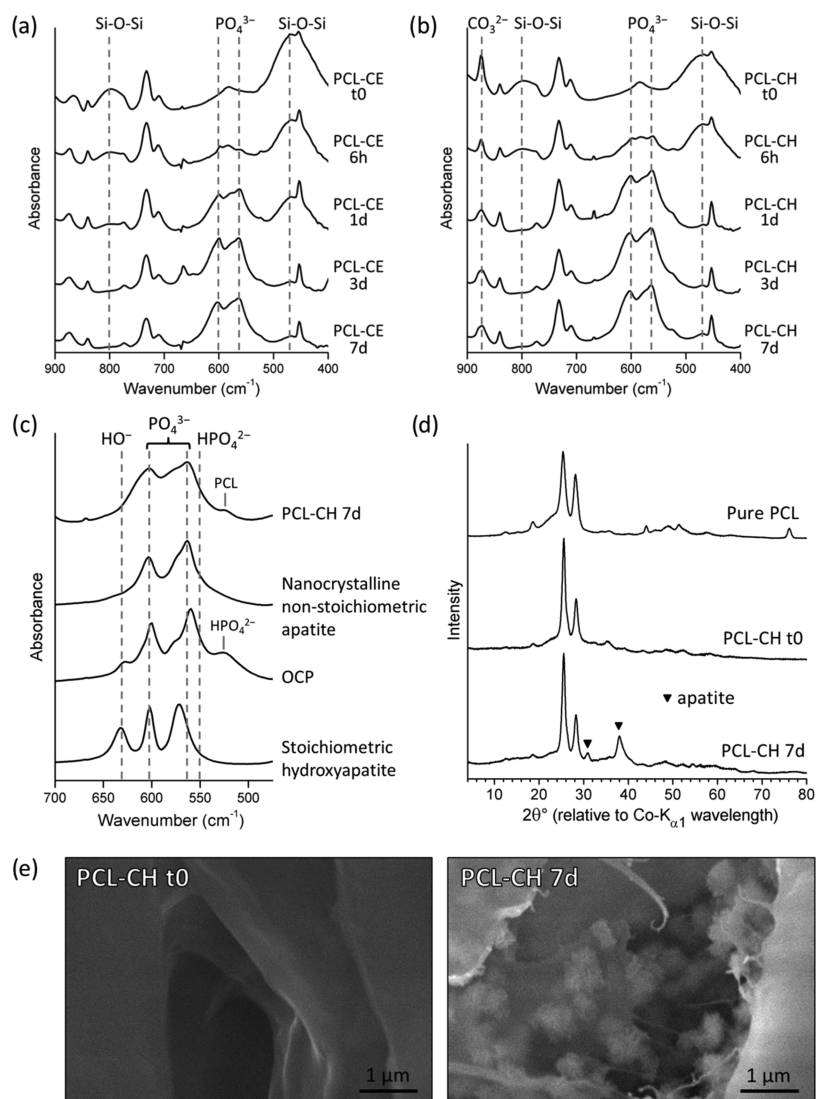 (a)
Si-O-Si
PO₄³⁻
Si-O-Si
PCL-CE
t0
PCL-CE
6h
PCL-CE
1d
PCL-CE
3d
PCL-CE
7d
Absorbance
900
800
700
600
500
400
Wavenumber (cm⁻¹)
(b)
CO₃²⁻
Si-O-Si
PO₄³⁻
Si-O-Si
PCL-CH
t0
PCL-CH
6h
PCL-CH
1d
PCL-CH
3d
PCL-CH
7d
Absorbance
900
800
700
600
500
400
Wavenumber (cm⁻¹)
(c)
HO⁻
PO₄³⁻
HPO₄²⁻
PCL
PCL-CH 7d
Nanocrystalline
non-stoichiometric
apatite
HPO₄²⁻
OCP
Stoichiometric
hydroxyapatite
Absorbance
700
650
600
550
500
Wavenumber (cm⁻¹)
(d)
Pure PCL
PCL-CH t0
▼ apatite
PCL-CH 7d
Intensity
10
20
30
40
50
60
70
80
2θ° (relative to Co-Kα1 wavelength)
(e)
PCL-CH t0
1 µm
PCL-CH 7d
1 µm